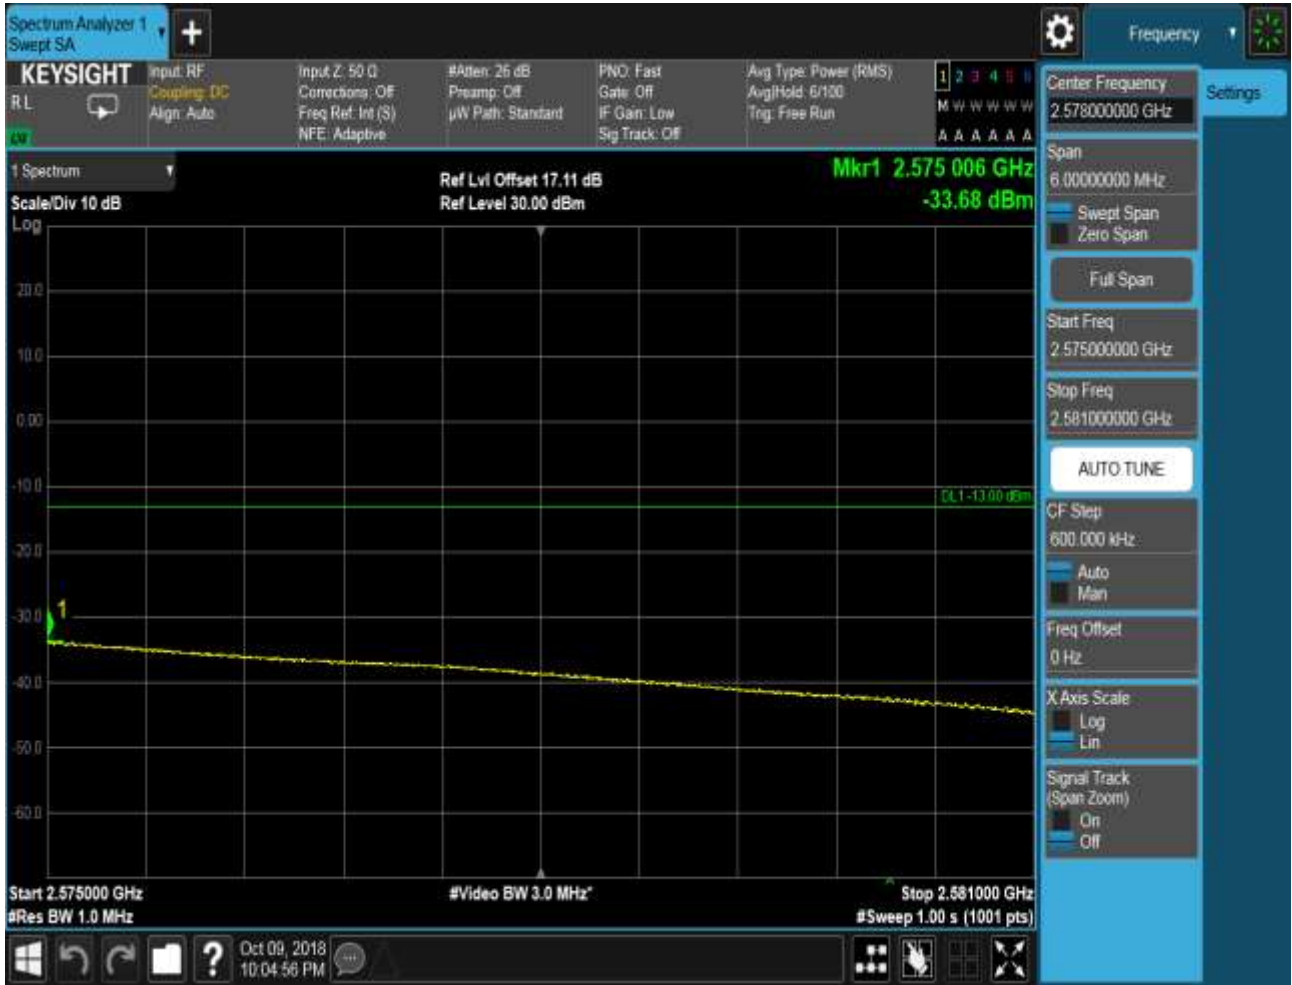 Spectrum Analyzer 1
Swept SA
Frequency
KEYSIGHT
RL
Input: RF
Coupling: DC
Align: Auto
Input Z: 50 Ω
Corrections: Off
Freq Ref: Int (S)
NFE: Adaptive
#Atten: 26 dB
Preamp: Off
µW Path: Standard
PNO: Fast
Gate: Off
IF Gain: Low
Sig Track: Off
Avg Type: Power (RMS)
Avg|Hold: 6/100
Trig: Free Run
1 2 3 4 5 6
M W W W W W
A A A A A A
1 Spectrum
Scale/Div 10 dB
Log
Ref Lvl Offset 17.11 dB
Ref Level 30.00 dBm
Mkr1 2.575 006 GHz
-33.68 dBm
20.0
10.0
0.00
-10.0
DL1 -13.00 dBm
-20.0
-30.0
1
-40.0
-50.0
-60.0
Start 2.575000 GHz
#Res BW 1.0 MHz
#Video BW 3.0 MHz*
Stop 2.581000 GHz
#Sweep 1.00 s (1001 pts)
?
Oct 09, 2018
10:04:56 PM
Center Frequency
2.578000000 GHz
Settings
Span
6.00000000 MHz
Swept Span
Zero Span
Full Span
Start Freq
2.575000000 GHz
Stop Freq
2.581000000 GHz
AUTO TUNE
CF Step
600.000 kHz
Auto
Man
Freq Offset
0 Hz
X Axis Scale
Log
Lin
Signal Track
(Span Zoom)
On
Off